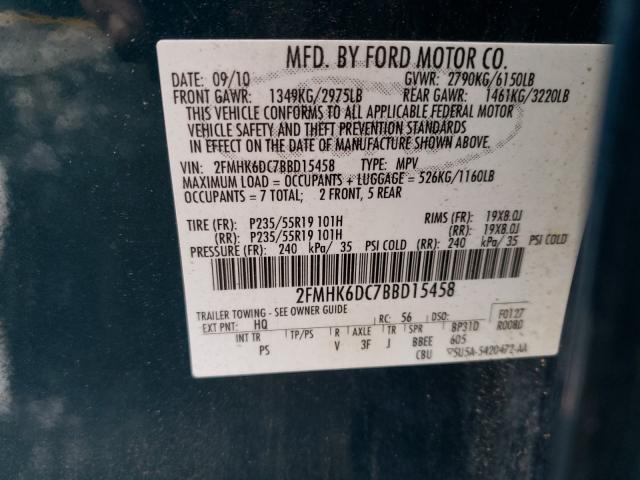 MFD. BY FORD MOTOR CO.
DATE: 09/10 GVWR: 2790KG/6150LB
FRONT GAWR: 1349KG/2975LB REAR GAWR: 1461KG/3220LB
THIS VEHICLE CONFORMS TO ALL APPLICABLE FEDERAL MOTOR
VEHICLE SAFETY AND THEFT PREVENTION STANDARDS
IN EFFECT ON THE DATE OF MANUFACTURE SHOWN ABOVE.
VIN: 2FMHK6DC7BBD15458 TYPE: MPV
MAXIMUM LOAD = OCCUPANTS + LUGGAGE = 526KG/1160LB
OCCUPANTS = 7 TOTAL; 2 FRONT, 5 REAR
TIRE (FR): P235/55R19 101H RIMS (FR): 19X8.0J
(RR): P235/55R19 101H (RR): 19X8.0J
PRESSURE (FR): 240 kPa/ 35 PSI COLD (RR): 240 kPa/ 35 PSI COLD
2FMHK6DC7BBD15458
TRAILER TOWING - SEE OWNER GUIDE
EXT PNT: HQ RC: 56 DSO: F0127
INT TR TP/PS R AXLE TR SPR BP31D R0080
PS V 3F J BBEE 605
CBU 5U5A-5420472-AA